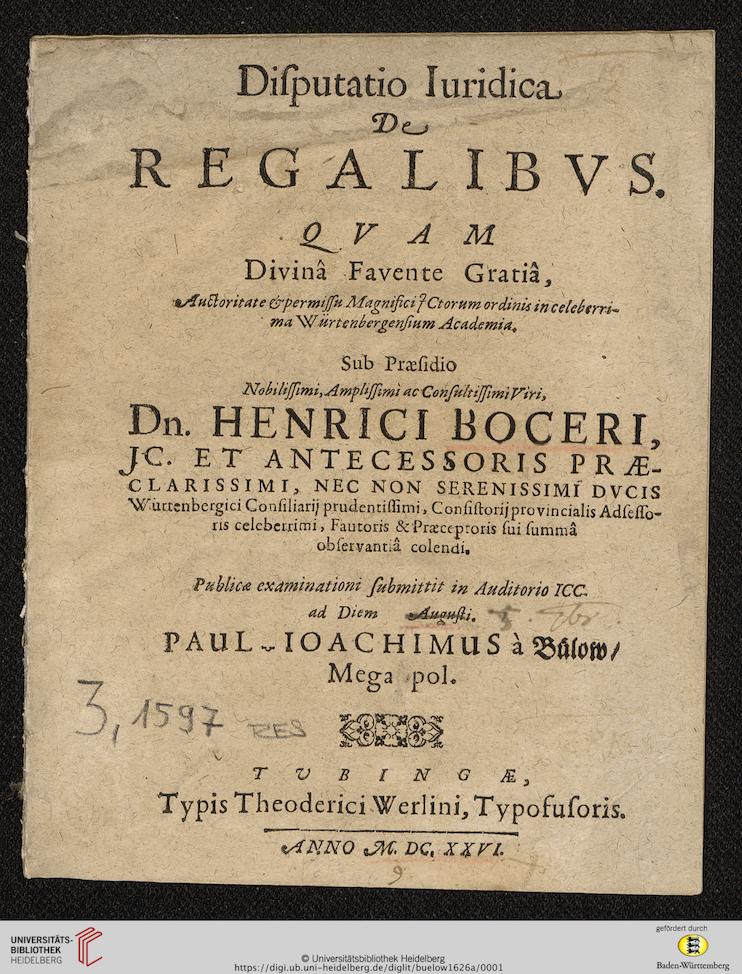 Diſputatio Iuridica
De
REGALIBVS.
QVAM
Divinâ Favente Gratiâ,
Auctoritate & permiſſu Magnifici JCtorum ordinis in celeberri-
ma Würtenbergenſium Academia.
Sub Præſidio
Nobiliſſimi, Ampliſſimi ac Conſultiſſimi Viri,
Dn. HENRICI BOCERI,
JC. ET ANTECESSORIS PRÆ-
CLARISSIMI, NEC NON SERENISSIMI DVCIS
Würtenbergici Conſiliarij prudentiſſimi, Conſiſtorij provincialis Adſeſſo-
ris celeberrimi, Fautoris & Præceptoris ſui ſummâ
obſervantiâ colendi.
Publicæ examinationi ſubmittit in Auditorio ICC.
ad Diem Auguſti.
PAUL-IOACHIMUS à Bülow/
Megapol.
3, 1597 RES
TVBINGÆ,
Typis Theoderici Werlini, Typofuſoris.
ANNO M. DC. XXVI.
9
UNIVERSITÄTS-
BIBLIOTHEK
HEIDELBERG
© Universitätsbibliothek Heidelberg
https://digi.ub.uni-heidelberg.de/diglit/buelow1626a/0001
gefördert durch
Baden-Württemberg